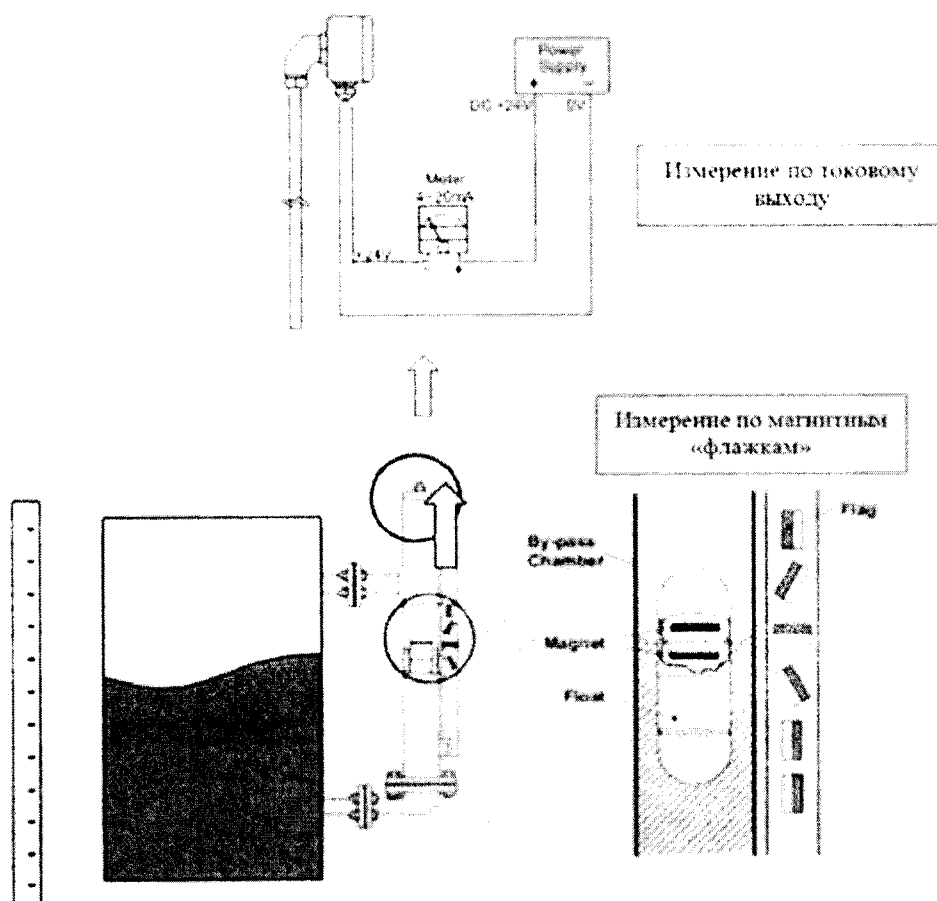 Power
Supply
DC +24V 0V
Измерение по токовому
выходу
Meter
4~20mA
+24V
Измерение по магнитным
«флажкам»
Flag
By-pass
Chamber
Magnet
Float